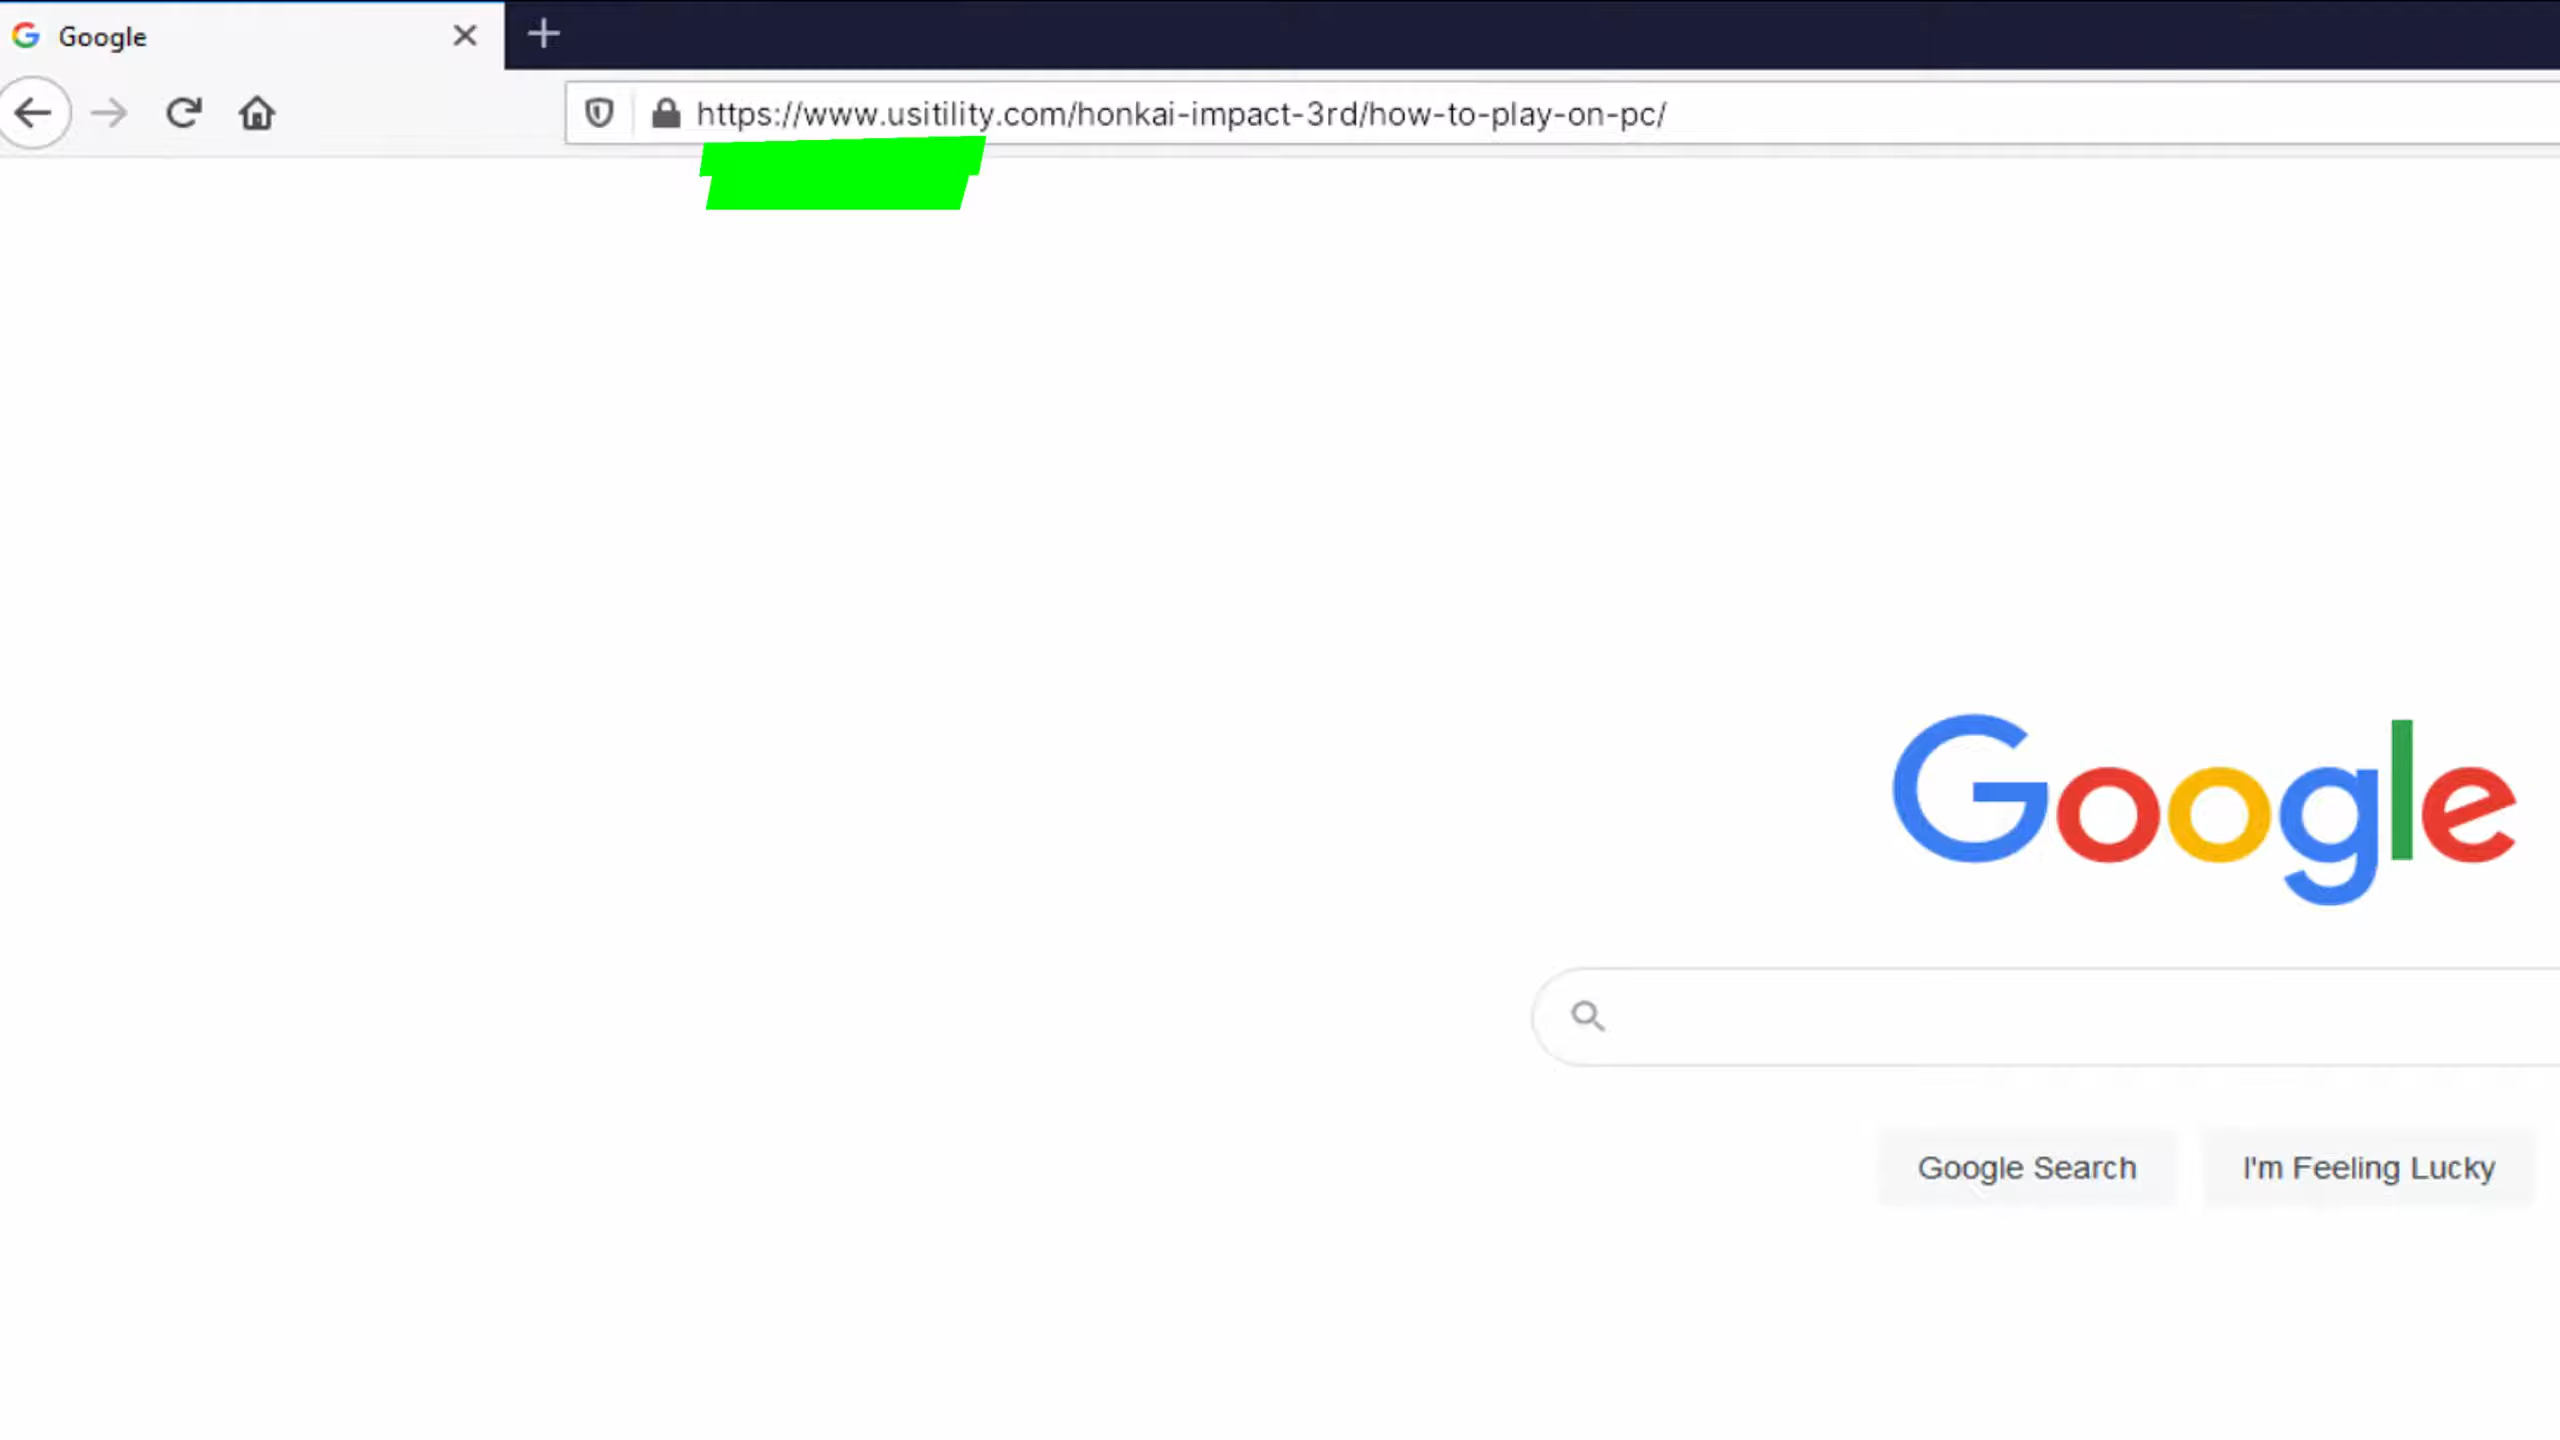 Google
https://www.usitility.com/honkai-impact-3rd/how-to-play-on-pc/
Google
Google Search
I'm Feeling Lucky